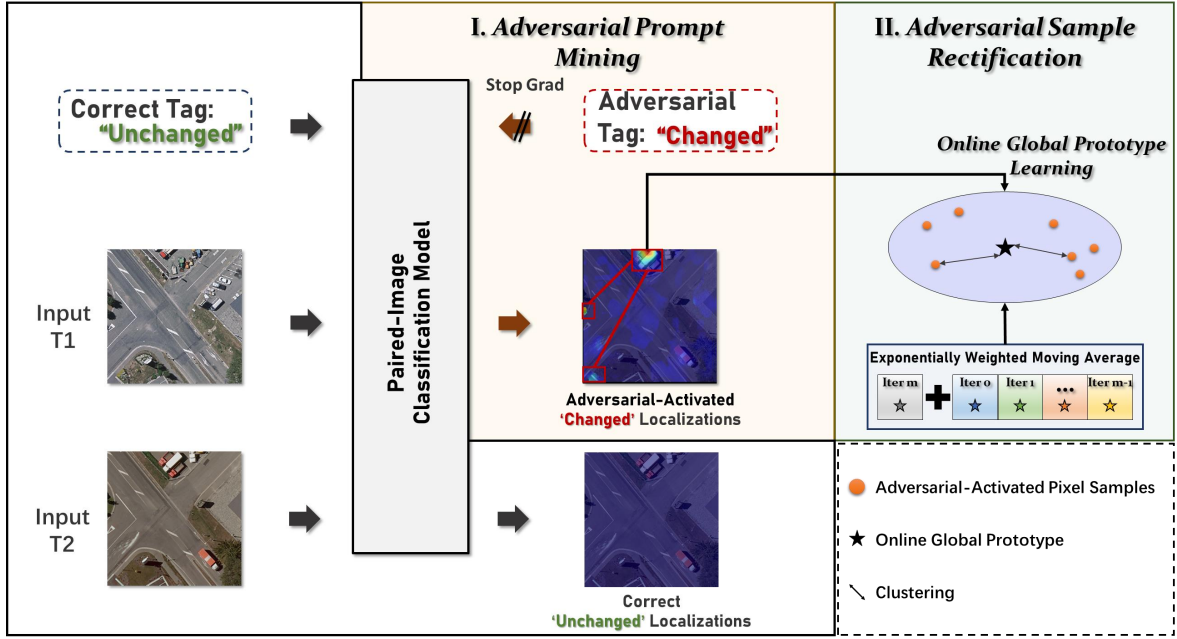 I. Adversarial Prompt
Mining
II. Adversarial Sample
Rectification
Correct Tag:
“Unchanged”
Stop Grad
Adversarial
Tag: “Changed”
Online Global Prototype
Learning
Paired-Image
Classification Model
Input
T1
Adversarial-Activated
‘Changed’ Localizations
Exponentially Weighted Moving Average
Iter m
Iter 0
Iter 1
...
Iter m-1
Input
T2
Correct
‘Unchanged’ Localizations
Adversarial-Activated Pixel Samples
Online Global Prototype
Clustering